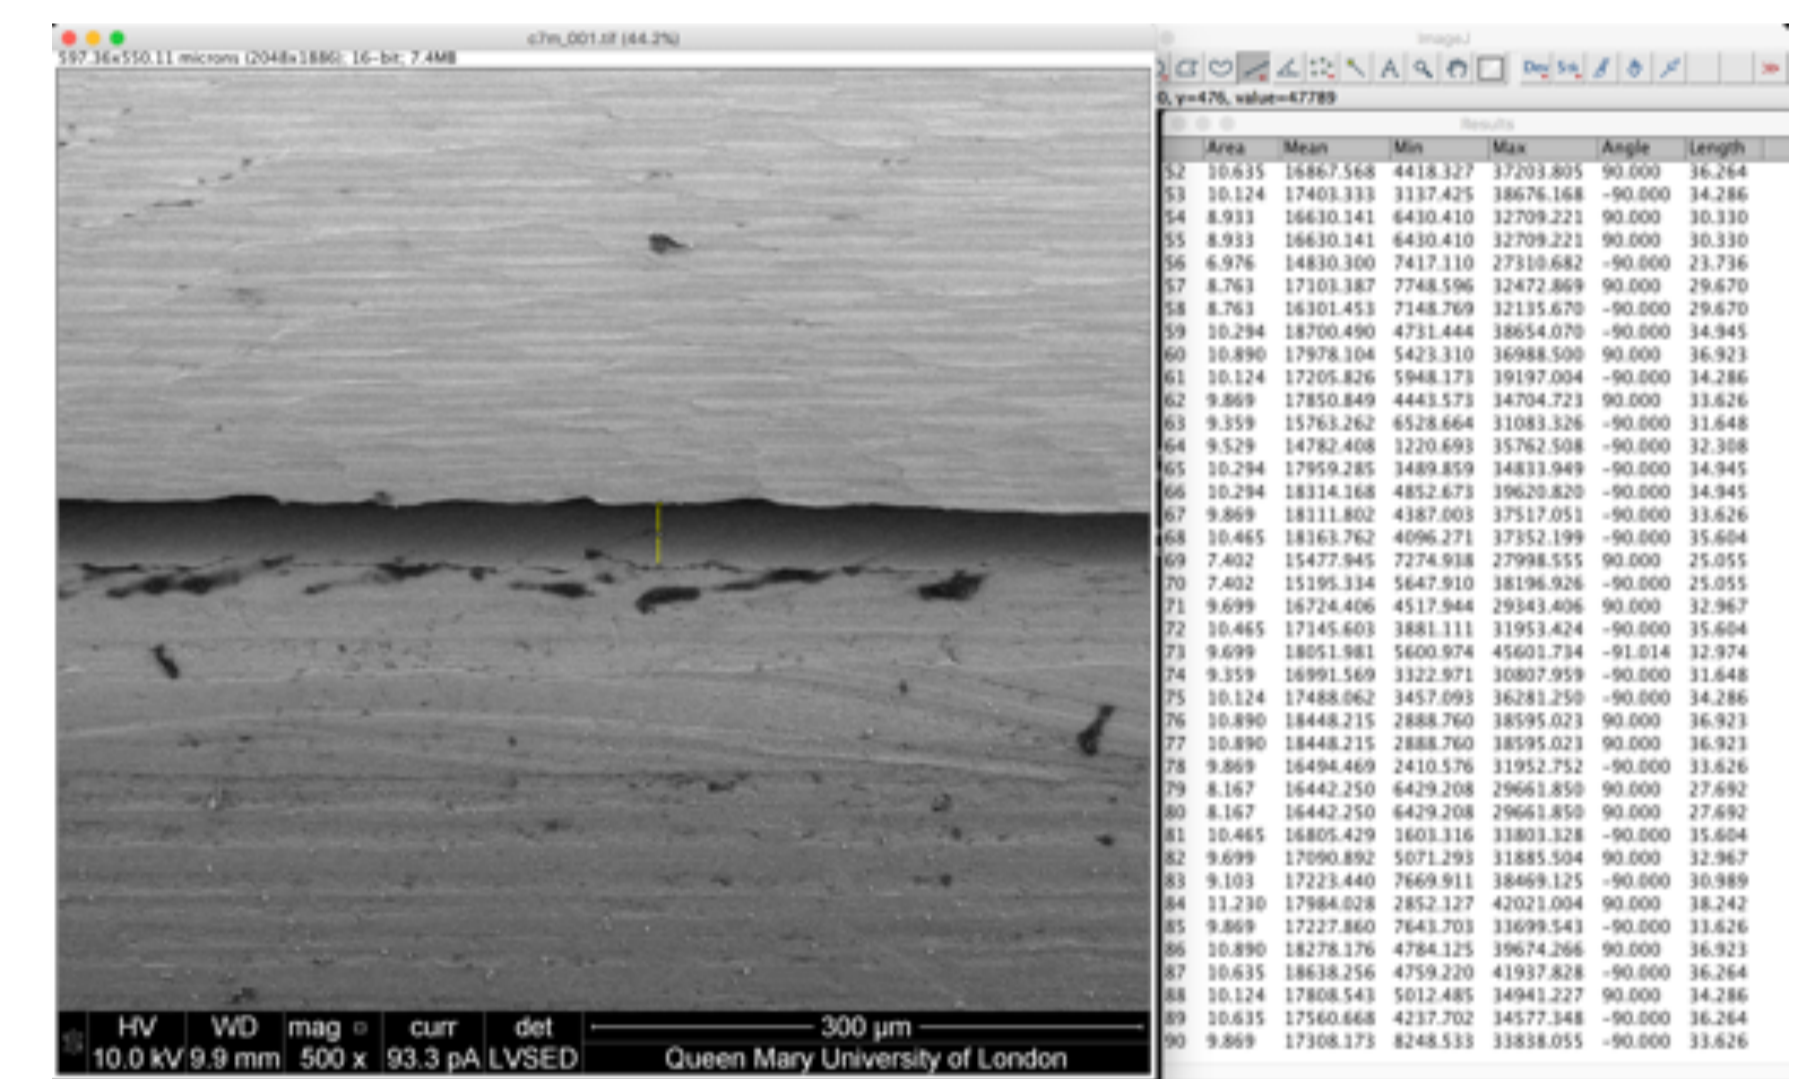 c7m_001.tif (44.2%)
597.36x550.11 microns (2048x1886); 16-bit; 7.4MB
HV WD mag curr det 300 µm
10.0 kV 9.9 mm 500 x 93.3 pA LVSED Queen Mary University of London
ImageJ
Dev Stk
0, y=476, value=47789
Results
Area Mean Min Max Angle Length
52 10.635 16867.568 4418.327 37203.805 90.000 36.264
53 10.124 17403.333 3137.425 38676.168 -90.000 34.286
54 8.933 16630.141 6430.410 32709.221 90.000 30.330
55 8.933 16630.141 6430.410 32709.221 90.000 30.330
56 6.976 14830.300 7417.110 27310.682 -90.000 23.736
57 8.763 17103.387 7748.596 32472.869 90.000 29.670
58 8.763 16301.453 7148.769 32135.670 -90.000 29.670
59 10.294 18700.490 4731.444 38654.070 -90.000 34.945
60 10.890 17978.104 5423.310 36988.500 90.000 36.923
61 10.124 17205.826 5948.173 39197.004 -90.000 34.286
62 9.869 17850.849 4443.573 34704.723 90.000 33.626
63 9.359 15763.262 6528.664 31083.326 -90.000 31.648
64 9.529 14782.408 1220.693 35762.508 -90.000 32.308
65 10.294 17959.285 3489.859 34833.949 -90.000 34.945
66 10.294 18314.168 4852.673 39620.820 -90.000 34.945
67 9.869 18111.802 4387.003 37517.051 -90.000 33.626
68 10.465 18163.762 4096.271 37352.199 -90.000 35.604
69 7.402 15477.945 7274.938 27998.555 90.000 25.055
70 7.402 15195.334 5647.910 38196.926 -90.000 25.055
71 9.699 16724.406 4517.944 29343.406 90.000 32.967
72 10.465 17145.603 3881.111 31953.424 -90.000 35.604
73 9.699 18051.981 5600.974 45601.734 -91.014 32.974
74 9.359 16991.569 3322.971 30807.959 -90.000 31.648
75 10.124 17488.062 3457.093 36281.250 -90.000 34.286
76 10.890 18448.215 2888.760 38595.023 90.000 36.923
77 10.890 18448.215 2888.760 38595.023 90.000 36.923
78 9.869 16494.469 2410.576 31952.752 -90.000 33.626
79 8.167 16442.250 6429.208 29661.850 90.000 27.692
80 8.167 16442.250 6429.208 29661.850 90.000 27.692
81 10.465 16805.429 1603.316 33803.328 -90.000 35.604
82 9.699 17090.892 5071.293 31885.504 90.000 32.967
83 9.103 17223.440 7669.911 38469.125 -90.000 30.989
84 11.230 17984.028 2852.127 42021.004 90.000 38.242
85 9.869 17227.860 7643.703 33699.543 -90.000 33.626
86 10.890 18278.176 4784.125 39674.266 90.000 36.923
87 10.635 18638.256 4759.220 41937.828 -90.000 36.264
88 10.124 17808.543 5012.485 34941.227 90.000 34.286
89 10.635 17560.668 4237.702 34577.348 -90.000 36.264
90 9.869 17308.173 8248.533 33838.055 -90.000 33.626